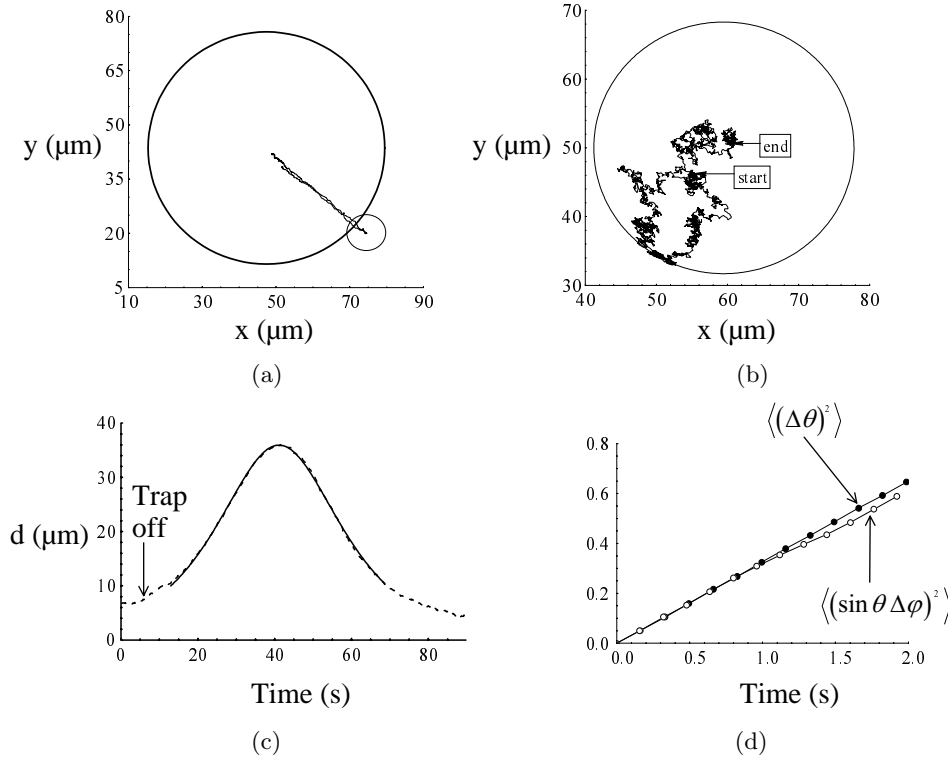 80
65
50
35
20
5
y (μm)
10 30 50 70 90
x (μm)
(a)
70
60
50
40
30
y (μm)
end
start
40 50 60 70 80
x (μm)
(b)
40
30
20
10
0
d (μm)
Trap
off
0 20 40 60 80
Time (s)
(c)
⟨(Δθ)²⟩
0.8
0.6
0.4
0.2
0.0
⟨(sin θ Δφ)²⟩
0.0 0.5 1.0 1.5 2.0
Time (s)
(d)